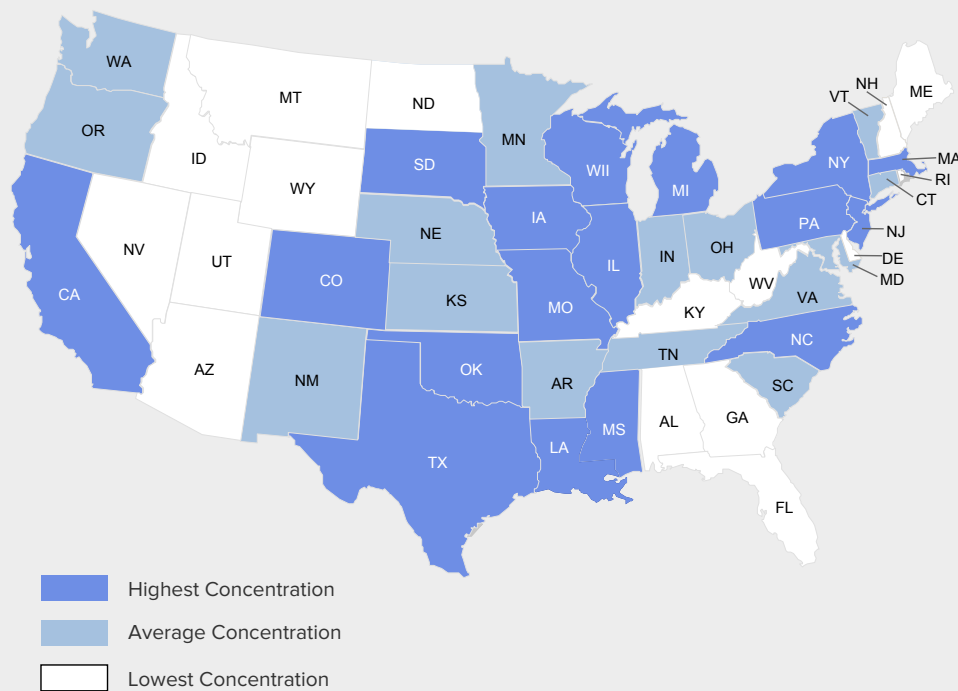 WA
OR
CA
NV
ID
MT
WY
UT
AZ
CO
NM
ND
SD
NE
KS
OK
TX
MN
IA
MO
AR
LA
WII
IL
MS
MI
IN
OH
KY
TN
AL
GA
FL
WV
VA
NC
SC
PA
NY
VT
NH
ME
MA
RI
CT
NJ
DE
MD
Highest Concentration
Average Concentration
Lowest Concentration